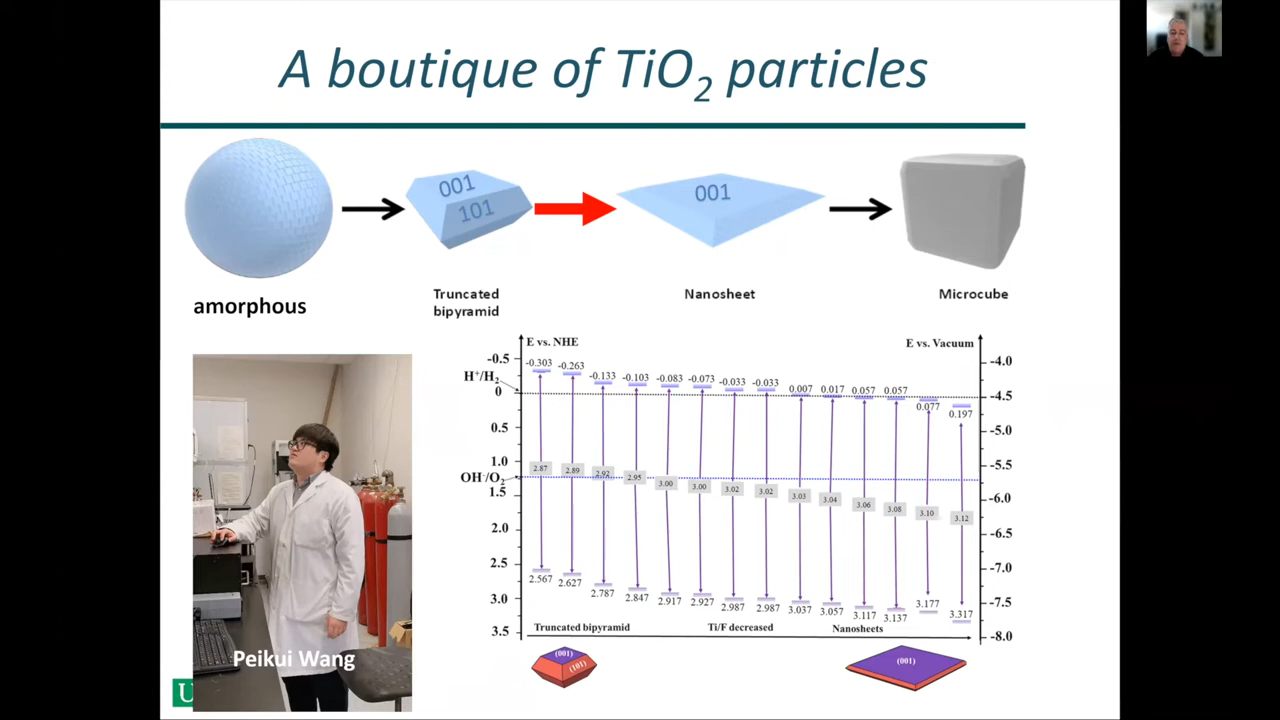 A boutique of TiO2 particles
001
101
001
amorphous
Truncated
bipyramid
Nanosheet
Microcube
E vs. NHE
E vs. Vacuum
-0.5
H+/H2
0
0.5
1.0
OH-/O2
1.5
2.0
2.5
3.0
3.5
-0.303 -0.263 -0.133 -0.103 -0.083 -0.073 -0.033 -0.033 0.007 0.017 0.057 0.057 0.077 0.197
2.87 2.89 2.92 2.95 3.00 3.00 3.02 3.02 3.03 3.04 3.06 3.08 3.10 3.12
2.567 2.627 2.787 2.847 2.917 2.927 2.987 2.987 3.037 3.057 3.117 3.137 3.177 3.317
-4.0
-4.5
-5.0
-5.5
-6.0
-6.5
-7.0
-7.5
-8.0
Truncated bipyramid Ti/F decreased Nanosheets
(001)
(101)
(001)
Peikui Wang
U